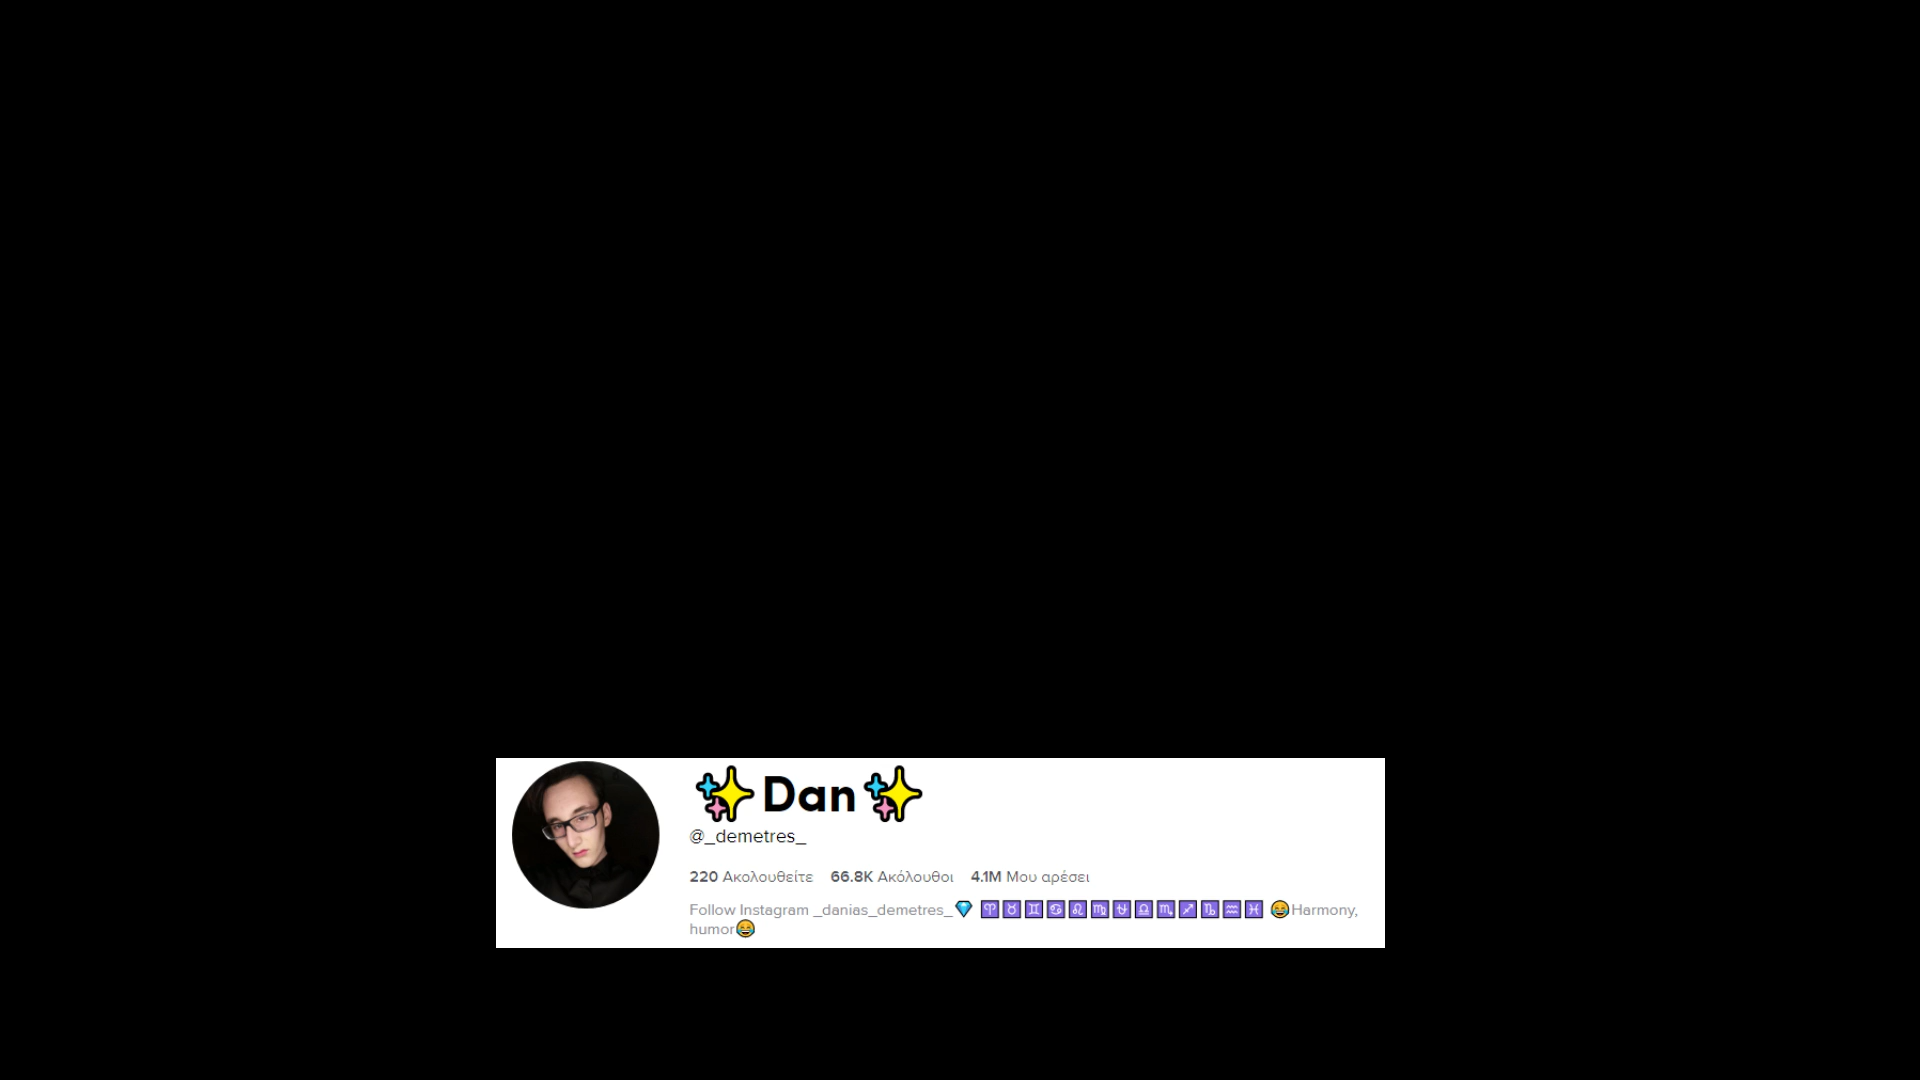 ✨Dan✨
@_demetres_
220 Ακολουθείτε 66.8K Ακόλουθοι 4.1M Μου αρέσει
Follow Instagram _danias_demetres_💎 ♈♉♊♋♌♍⛎♎♏♐♑♒♓ 😂Harmony,
humor😂